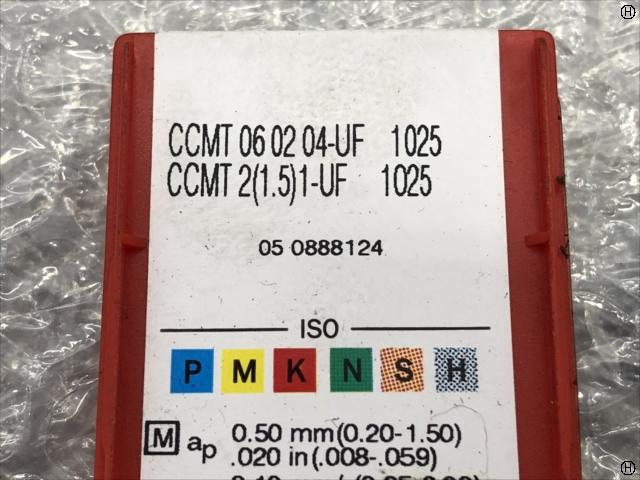 CCMT 06 02 04-UF 1025
CCMT 2(1.5)1-UF 1025
05 0888124
ISO
P M K N S H
M ap 0.50 mm(0.20-1.50)
.020 in(.008-.059)